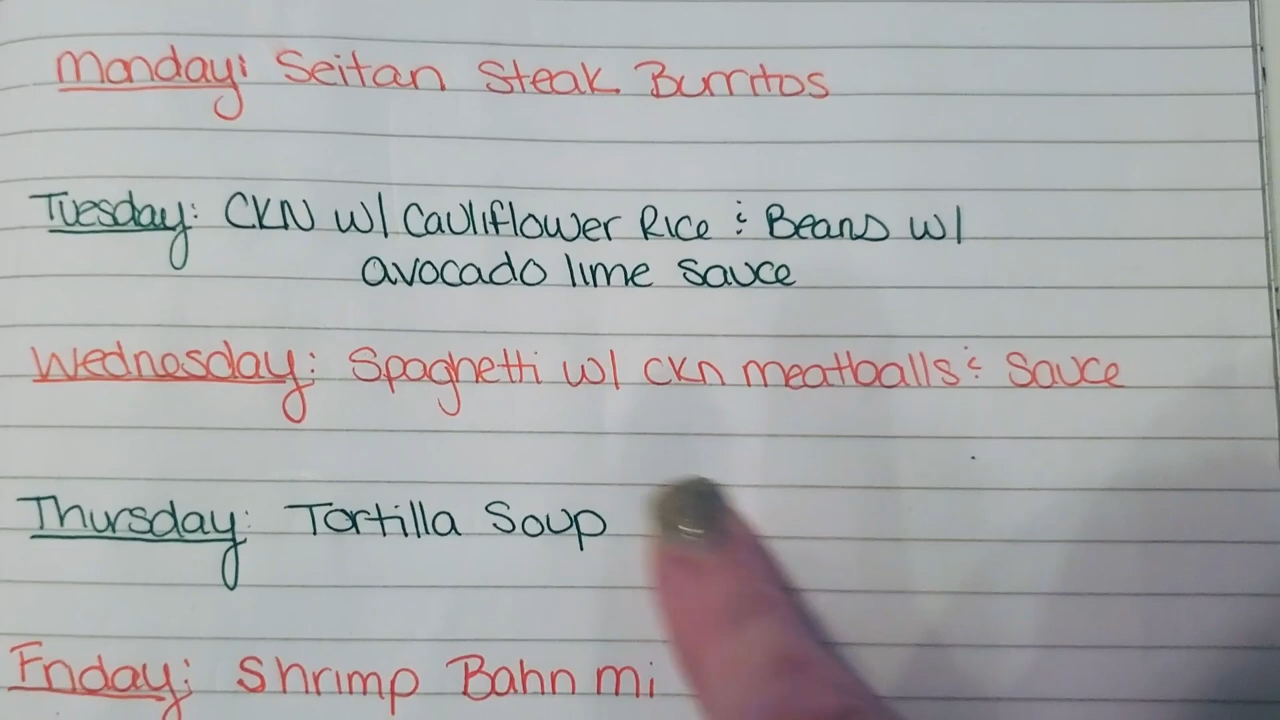 Monday: Seitan Steak Burritos
Tuesday: CKN w/ Cauliflower Rice & Beans w/
avocado lime sauce
Wednesday: Spaghetti w/ ckn meatballs & Sauce
Thursday: Tortilla Soup
Friday: Shrimp Bahn mi